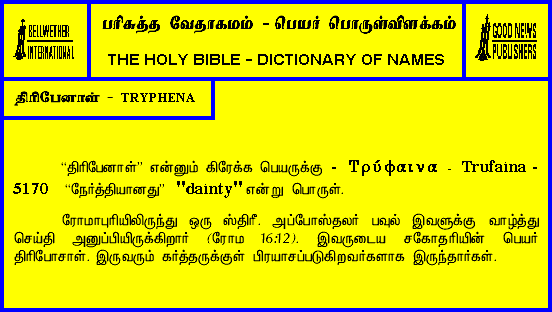 BELLWETHER
INTERNATIONAL
பரிசுத்த வேதாகமம் - பெயர் பொருள்விளக்கம்
THE HOLY BIBLE - DICTIONARY OF NAMES
GOOD NEWS
PUBLISHERS
திரிபேனாள் - TRYPHENA
“திரிபேனாள்” என்னும் கிரேக்க பெயருக்கு - Τρύφαινα - Trufaina -
5170 “நேர்த்தியானது” "dainty" என்று பொருள்.
ரோமாபுரியிலிருந்து ஒரு ஸ்திரீ. அப்போஸ்தலர் பவுல் இவளுக்கு வாழ்த்து
செய்தி அனுப்பியிருக்கிறார் (ரோம 16:12). இவருடைய சகோதரியின் பெயர்
திரிபோசாள். இருவரும் கர்த்தருக்குள் பிரயாசப்படுகிறவர்களாக இருந்தார்கள்.